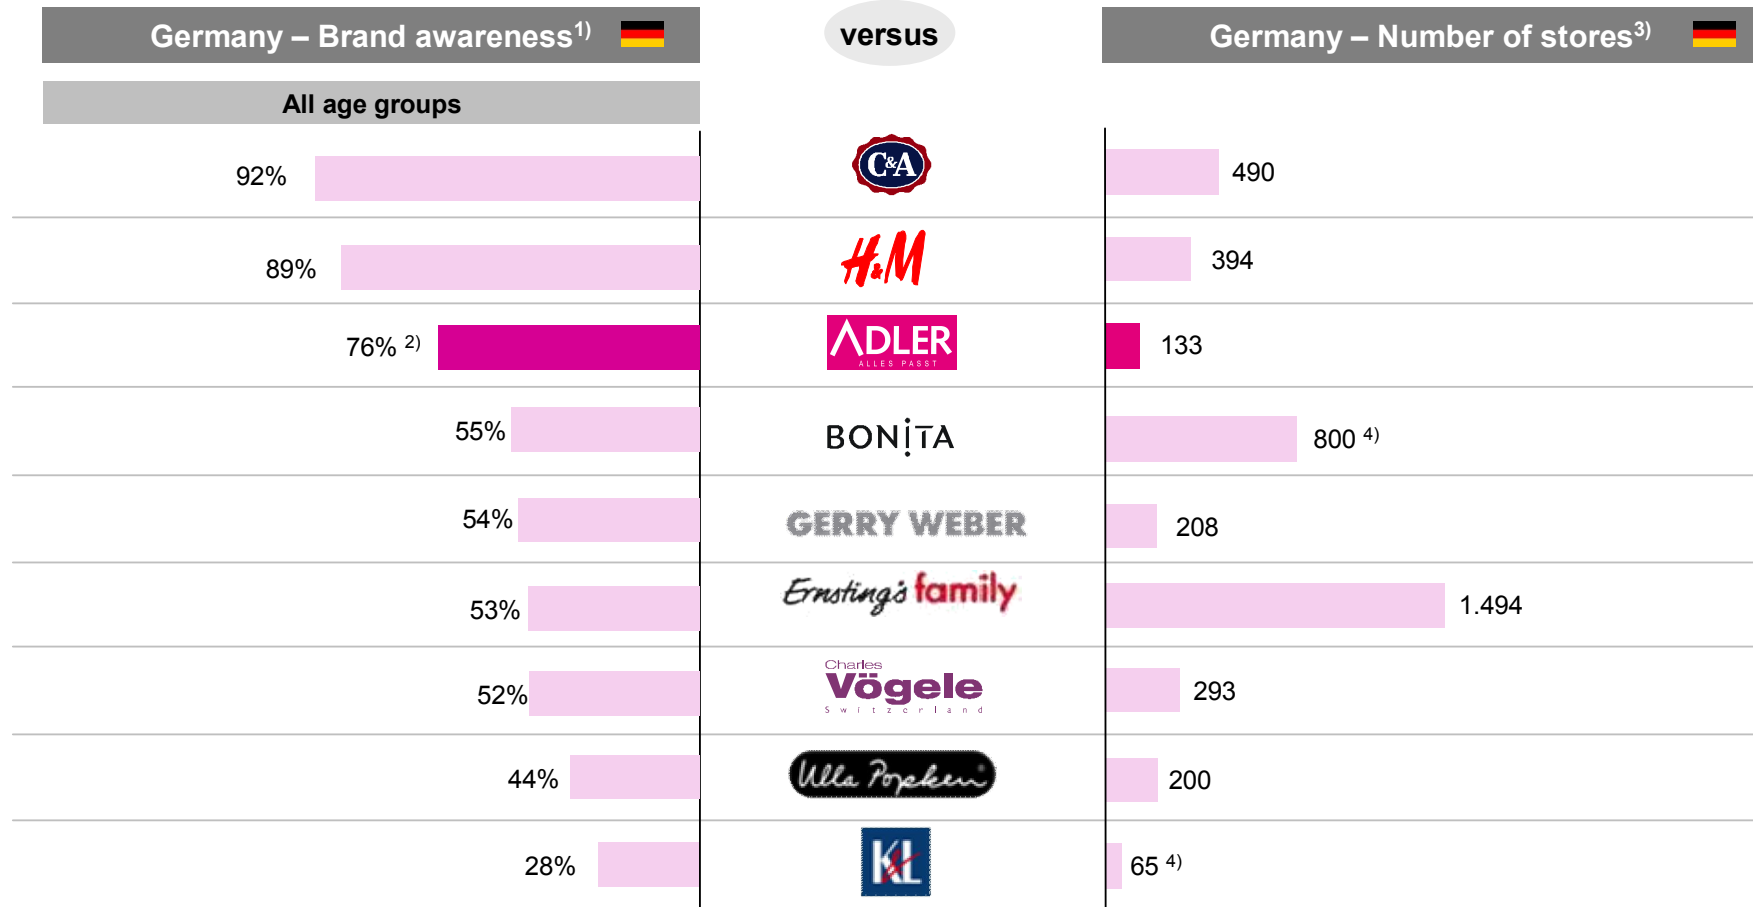 Germany – Brand awareness1)
versus
Germany – Number of stores3)
All age groups
92%
C&A
490
89%
H&M
394
76% 2)
ADLER
ALLES PASST
133
55%
BONiTA
800 4)
54%
GERRY WEBER
208
53%
Ernsting's family
1.494
52%
Charles
Vögele
Switzerland
293
44%
Ulla Popken
200
28%
K&L
65 4)